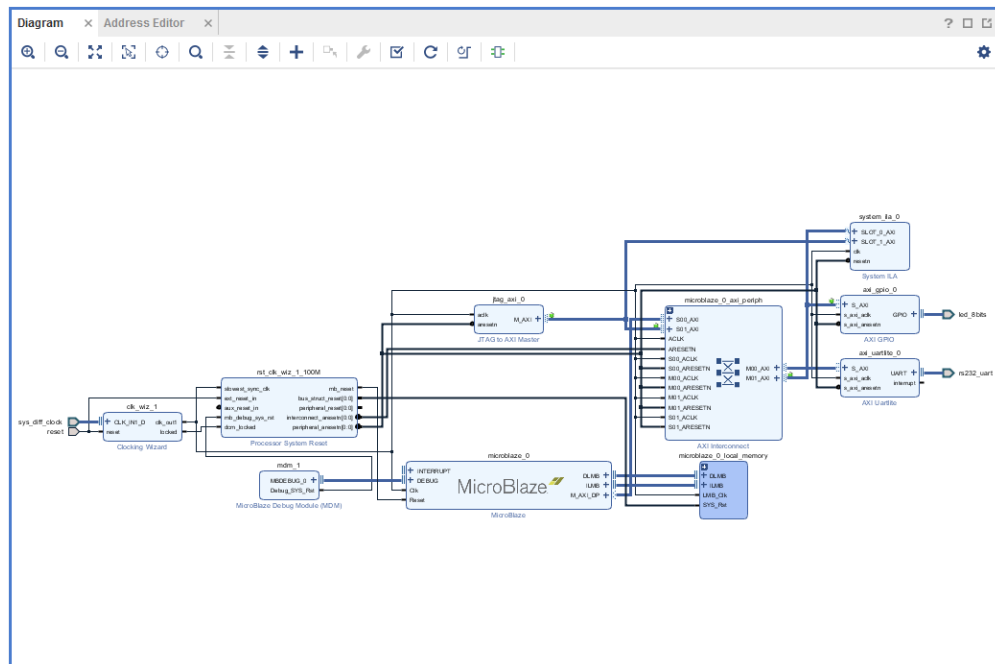 Diagram × Address Editor × ?
system_ila_0
SLOT_0_AXI
SLOT_1_AXI
clk
resetn
System ILA
jtag_axi_0
aclk
aresetn
M_AXI
JTAG to AXI Master
microblaze_0_axi_periph
S00_AXI
S01_AXI
ACLK
ARESETN
S00_ACLK
S00_ARESETN
M00_ACLK
M00_ARESETN
M01_ACLK
M01_ARESETN
S01_ACLK
S01_ARESETN
M00_AXI
M01_AXI
AXI Interconnect
axi_gpio_0
S_AXI
s_axi_aclk
s_axi_aresetn
GPIO
AXI GPIO
led_8bits
axi_uartlite_0
S_AXI
s_axi_aclk
s_axi_aresetn
UART
interrupt
AXI Uartlite
rs232_uart
rst_clk_wiz_1_100M
slowest_sync_clk
ext_reset_in
aux_reset_in
mb_debug_sys_rst
dcm_locked
mb_reset
bus_struct_reset[0:0]
peripheral_reset[0:0]
interconnect_aresetn[0:0]
peripheral_aresetn[0:0]
Processor System Reset
sys_diff_clock
reset
clk_wiz_1
CLK_IN1_D
reset
clk_out1
locked
Clocking Wizard
mdm_1
MBDEBUG_0
Debug_SYS_Rst
MicroBlaze Debug Module (MDM)
microblaze_0
INTERRUPT
DEBUG
Clk
Reset
MicroBlaze
DLMB
ILMB
M_AXI_DP
MicroBlaze
microblaze_0_local_memory
DLMB
ILMB
LMB_Clk
SYS_Rst